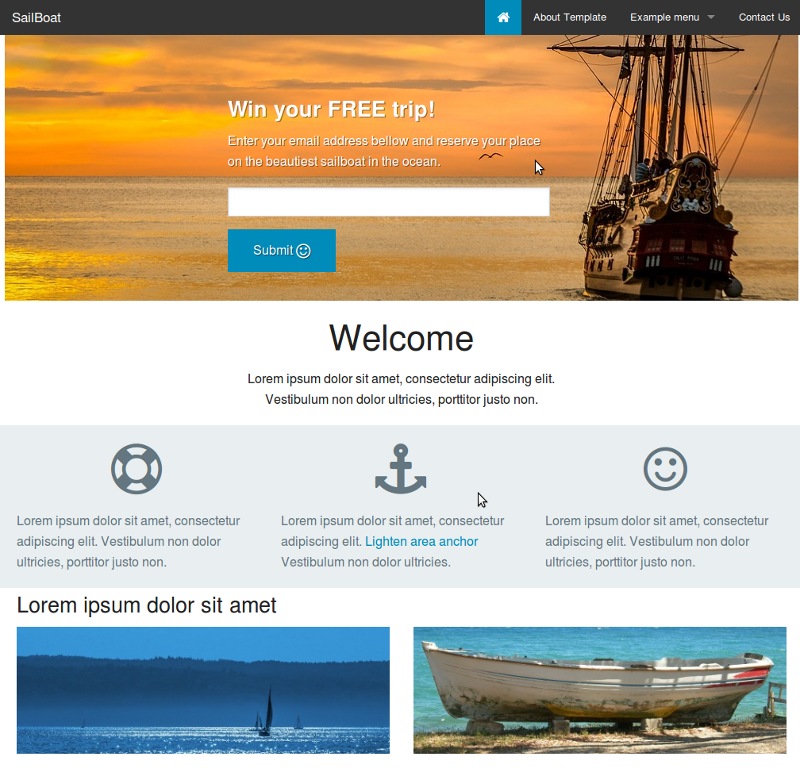 SailBoat
About Template
Example menu
Contact Us
Win your FREE trip!
Enter your email address bellow and reserve your place
on the beautiest sailboat in the ocean.
Submit
Welcome
Lorem ipsum dolor sit amet, consectetur adipiscing elit.
Vestibulum non dolor ultricies, porttitor justo non.
Lorem ipsum dolor sit amet, consectetur
adipiscing elit. Vestibulum non dolor
ultricies, porttitor justo non.
Lorem ipsum dolor sit amet, consectetur
adipiscing elit. Lighten area anchor
Vestibulum non dolor ultricies.
Lorem ipsum dolor sit amet, consectetur
adipiscing elit. Vestibulum non dolor
ultricies, porttitor justo non.
Lorem ipsum dolor sit amet